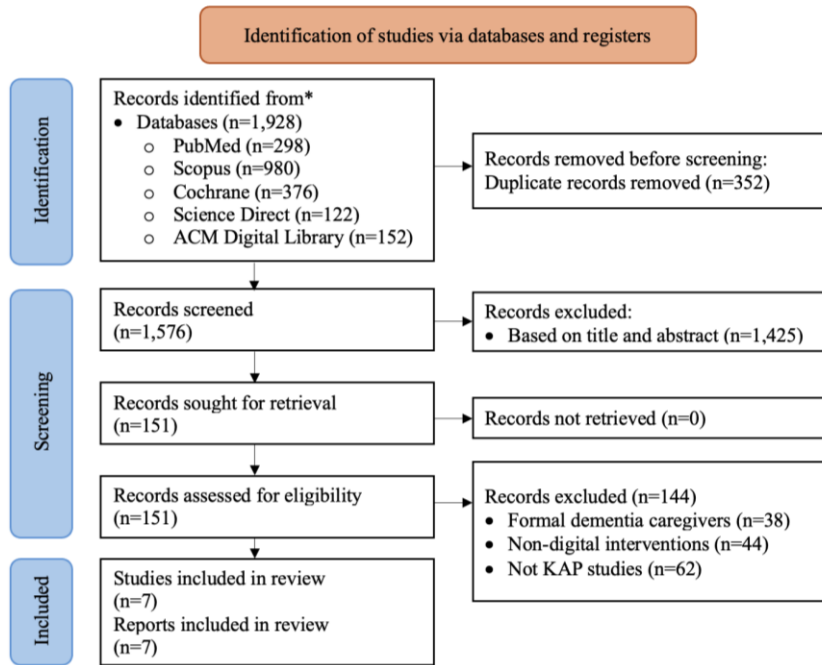 Identification of studies via databases and registers
Identification
Records identified from*
• Databases (n=1,928)
o PubMed (n=298)
o Scopus (n=980)
o Cochrane (n=376)
o Science Direct (n=122)
o ACM Digital Library (n=152)
Records removed before screening:
Duplicate records removed (n=352)
Screening
Records screened
(n=1,576)
Records excluded:
• Based on title and abstract (n=1,425)
Records sought for retrieval
(n=151)
Records not retrieved (n=0)
Records assessed for eligibility
(n=151)
Records excluded (n=144)
• Formal dementia caregivers (n=38)
• Non-digital interventions (n=44)
• Not KAP studies (n=62)
Included
Studies included in review
(n=7)
Reports included in review
(n=7)